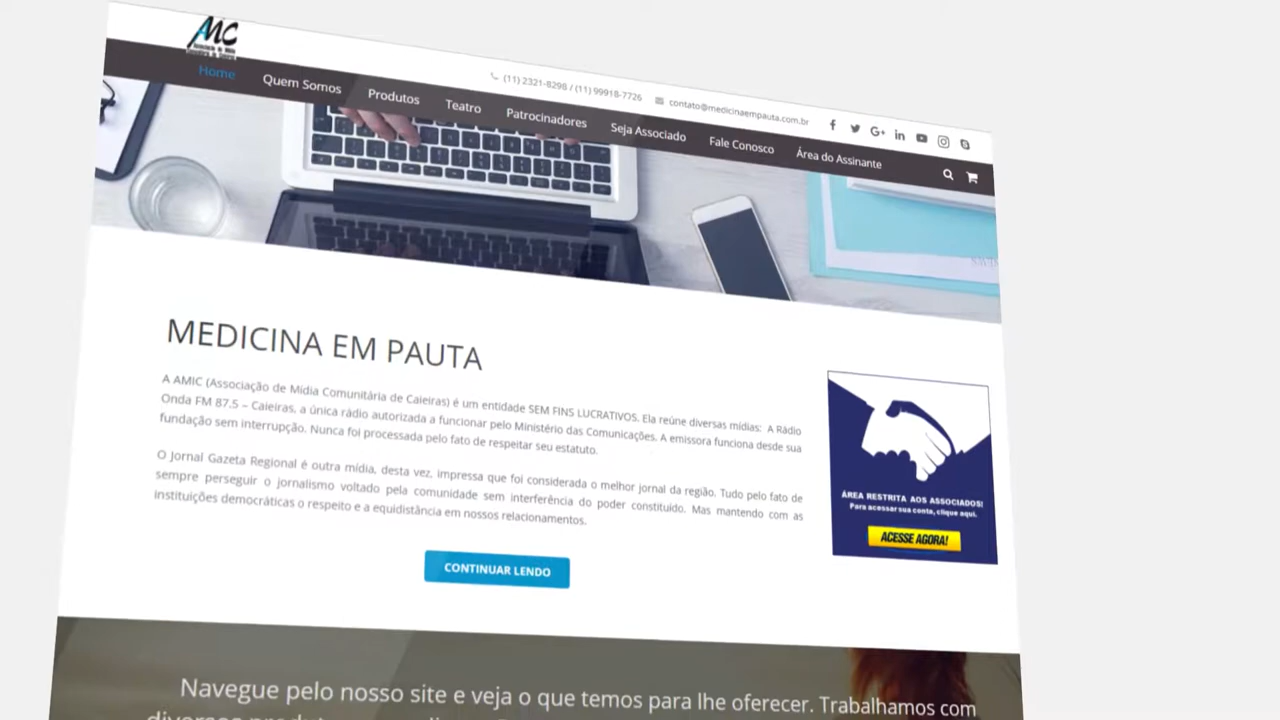 AMC
(11) 2321-8298 / (11) 99918-7726
contato@medicinaempauta.com.br
Home
Quem Somos
Produtos
Teatro
Patrocinadores
Seja Associado
Fale Conosco
Área do Assinante
MEDICINA EM PAUTA
A AMIC (Associação de Mídia Comunitária de Caieiras) é um entidade SEM FINS LUCRATIVOS. Ela reúne diversas mídias: A Rádio
Onda FM 87.5 – Caieiras, a única rádio autorizada a funcionar pelo Ministério das Comunicações. A emissora funciona desde sua
fundação sem interrupção. Nunca foi processada pelo fato de respeitar seu estatuto.
O Jornal Gazeta Regional é outra mídia, desta vez, impressa que foi considerada o melhor jornal da região. Tudo pelo fato de
sempre perseguir o jornalismo voltado pela comunidade sem interferência do poder constituído. Mas mantendo com as
instituições democráticas o respeito e a equidistância em nossos relacionamentos.
CONTINUAR LENDO
ÁREA RESTRITA AOS ASSOCIADOS!
Para acessar sua conta, clique aqui.
ACESSE AGORA!
Navegue pelo nosso site e veja o que temos para lhe oferecer. Trabalhamos com